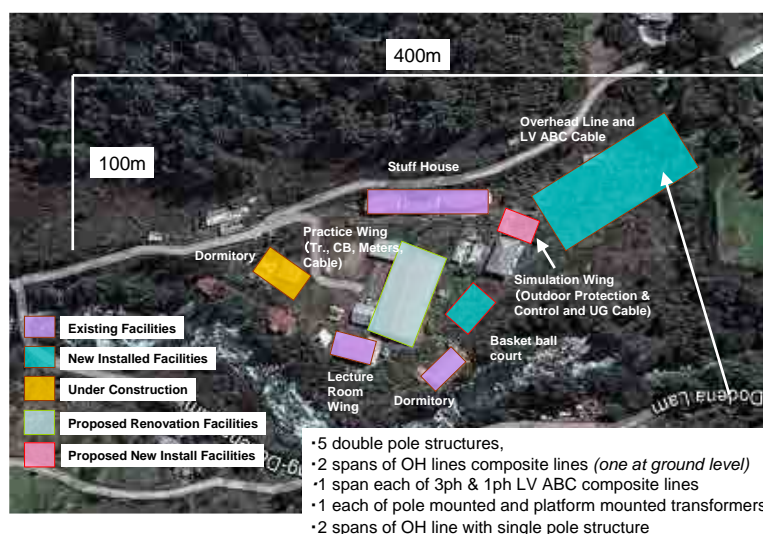 400m
100m
Overhead Line and
LV ABC Cable
Stuff House
Practice Wing
(Tr., CB, Meters,
Cable)
Dormitory
Simulation Wing
(Outdoor Protection &
Control and UG Cable)
Existing Facilities
New Installed Facilities
Under Construction
Proposed Renovation Facilities
Proposed New Install Facilities
Basket ball
court
Lecture
Room
Wing
Dormitory
Dodena Lam
・5 double pole structures,
・2 spans of OH lines composite lines (one at ground level)
・1 span each of 3ph & 1ph LV ABC composite lines
・1 each of pole mounted and platform mounted transformers
・2 spans of OH line with single pole structure